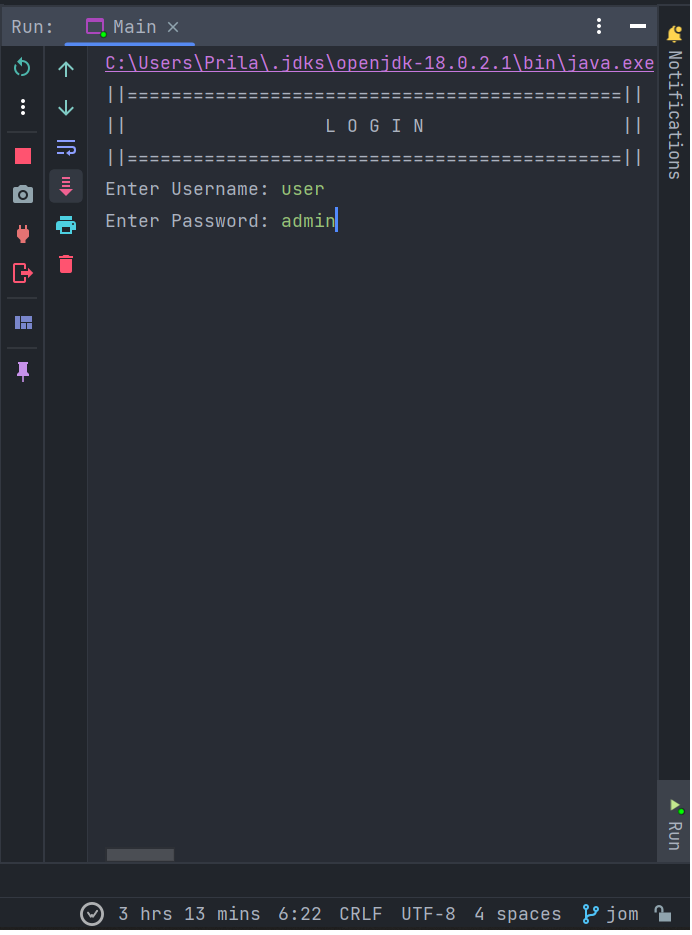 Run: Main
C:\Users\Prila\.jdks\openjdk-18.0.2.1\bin\java.exe
||=============================================||
|| L O G I N ||
||=============================================||
Enter Username: user
Enter Password: admin
Notifications
Run
3 hrs 13 mins 6:22 CRLF UTF-8 4 spaces jom